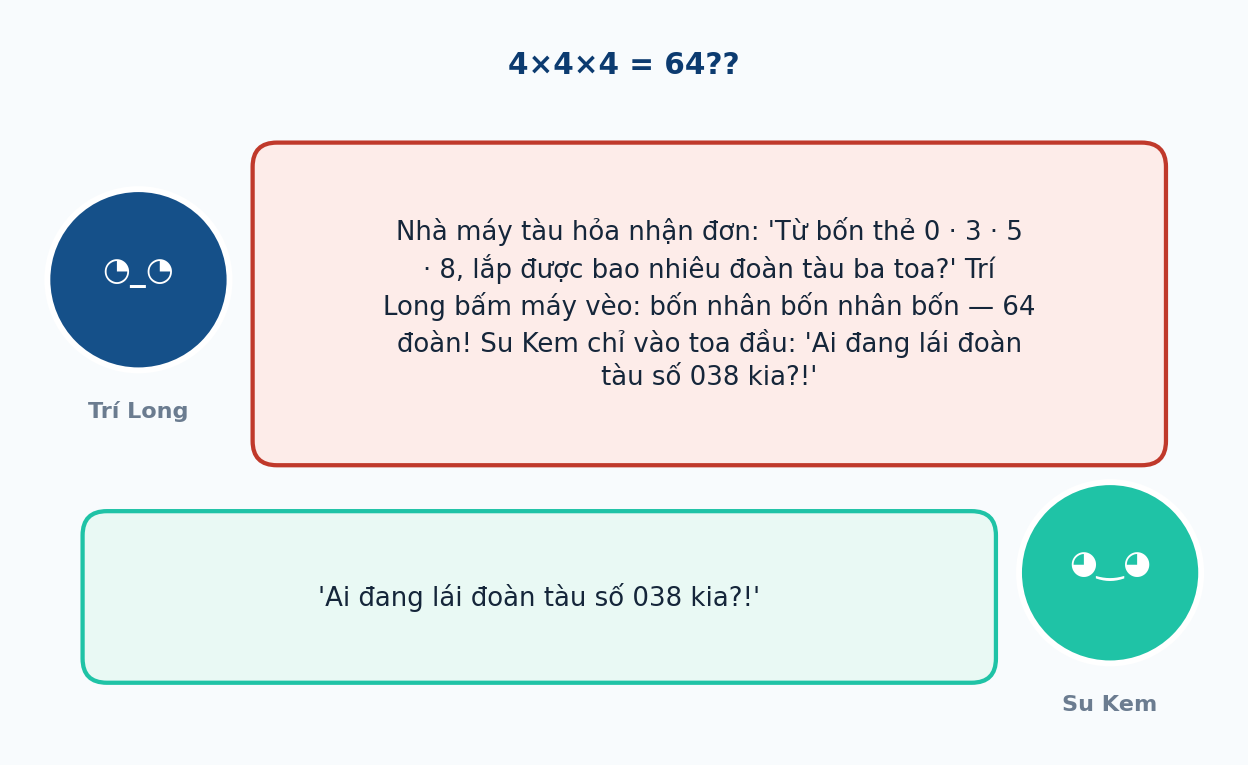 4×4×4 = 64??
Nhà máy tàu hỏa nhận đơn: 'Từ bốn thẻ 0 · 3 · 5
· 8, lắp được bao nhiêu đoàn tàu ba toa?' Trí
Long bấm máy vèo: bốn nhân bốn nhân bốn — 64
đoàn! Su Kem chỉ vào toa đầu: 'Ai đang lái đoàn
tàu số 038 kia?!'
Trí Long
'Ai đang lái đoàn tàu số 038 kia?!'
Su Kem